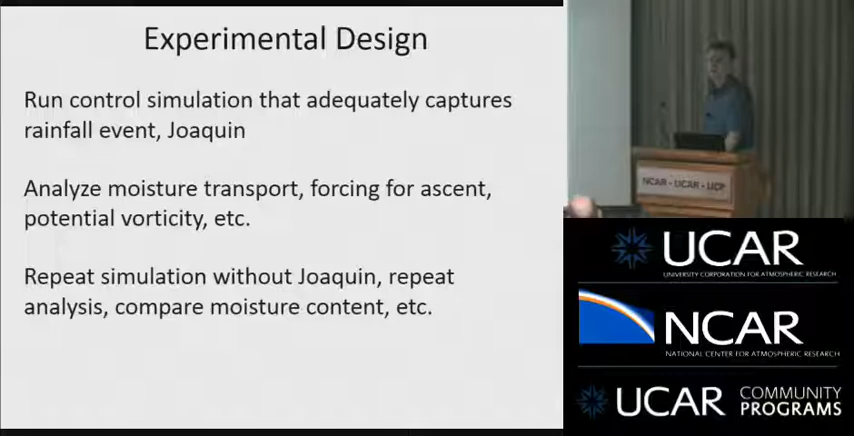 Experimental Design
Run control simulation that adequately captures
rainfall event, Joaquin
Analyze moisture transport, forcing for ascent,
potential vorticity, etc.
Repeat simulation without Joaquin, repeat
analysis, compare moisture content, etc.
NCAR - UCAR - UCP
UCAR
UNIVERSITY CORPORATION FOR ATMOSPHERIC RESEARCH
NCAR
NATIONAL CENTER FOR ATMOSPHERIC RESEARCH
UCAR COMMUNITY
PROGRAMS